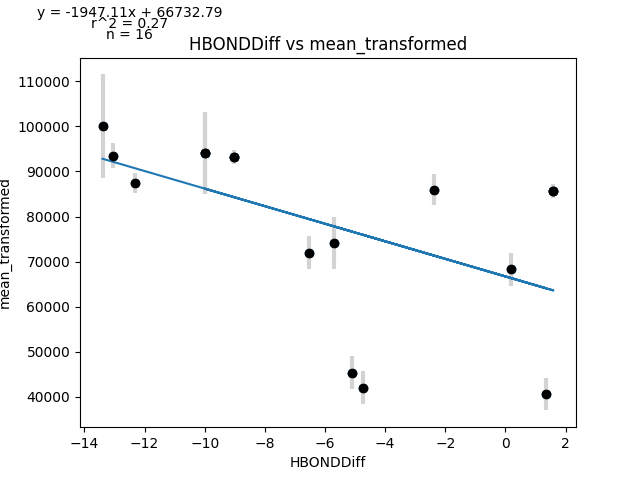 y = -1947.11x + 66732.79
r^2 = 0.27
n = 16
HBONDDiff vs mean_transformed
mean_transformed
110000
100000
90000
80000
70000
60000
50000
40000
−14
−12
−10
−8
−6
−4
−2
0
2
HBONDDiff